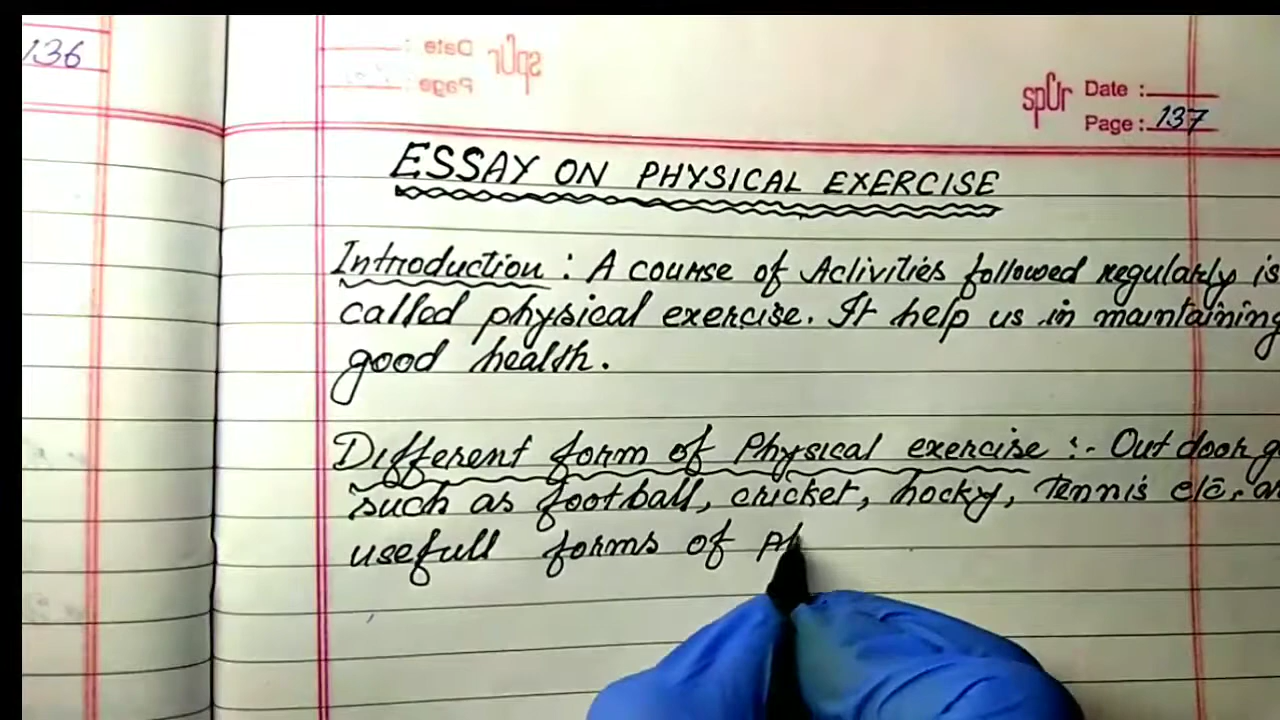 136
spUr Date :
Page : 137
ESSAY ON PHYSICAL EXERCISE
Introduction : A course of Activities followed regularly is
called physical exercise. It help us in maintaining
good health.
Different form of Physical exercise :- Out door g
such as football, cricket, hocky, Tennis etc. a
usefull forms of ph